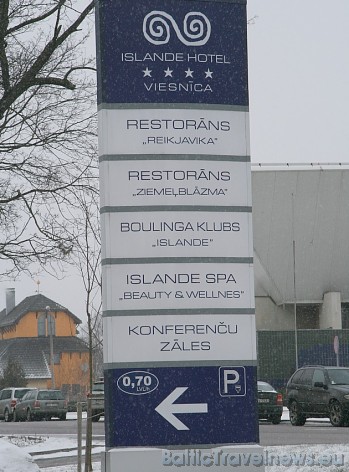 ISLANDE HOTEL
★ ★ ★ ★
VIESNĪCA
RESTORĀNS
„REIKJAVIKA”
RESTORĀNS
„ZIEMEĻBLĀZMA”
BOULINGA KLUBS
„ISLANDE”
ISLANDE SPA
„BEAUTY & WELLNES”
KONFERENČU
ZĀLES
0,70
LVL/h
P
BalticTravelnews.eu